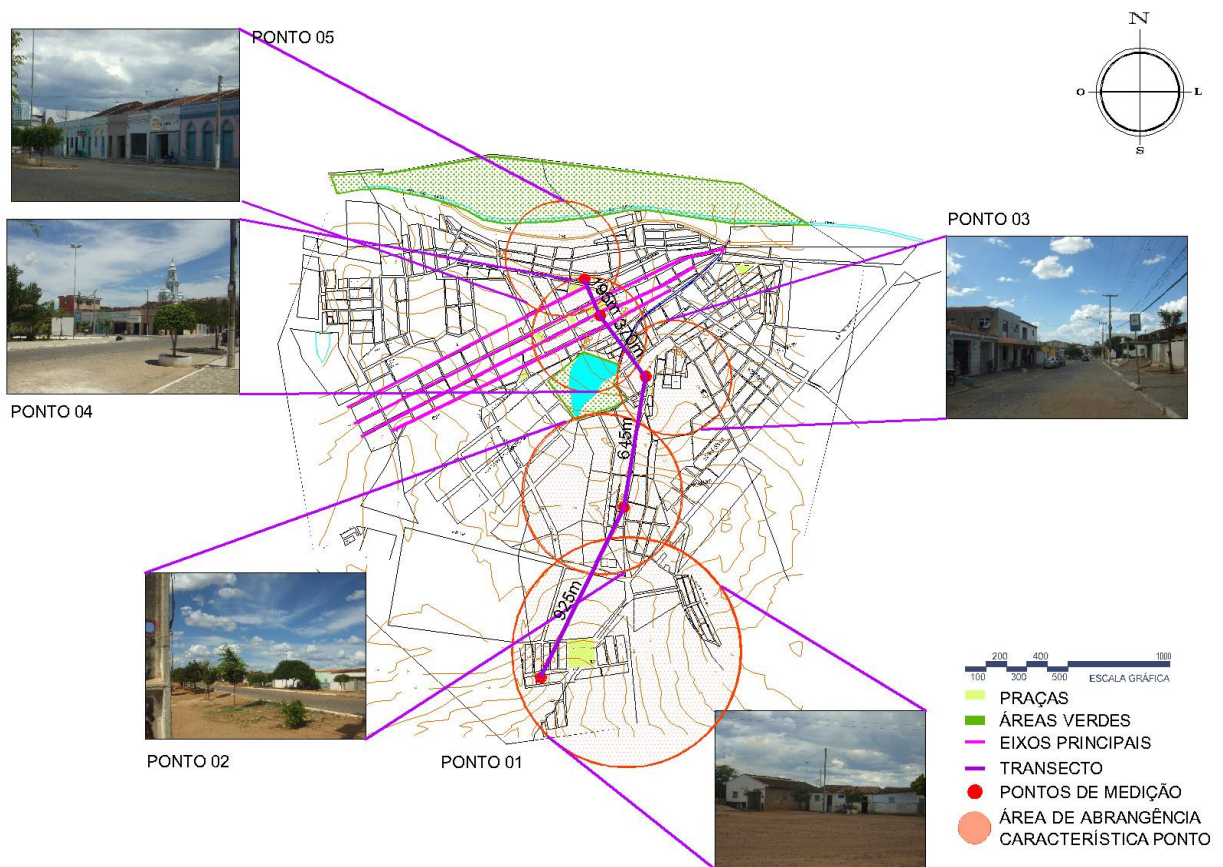 PONTO 05
N
O
L
S
PONTO 03
PONTO 04
195m
370m
645m
925m
PONTO 02
PONTO 01
200 400 1000
100 300 500 ESCALA GRÁFICA
PRAÇAS
ÁREAS VERDES
EIXOS PRINCIPAIS
TRANSECTO
PONTOS DE MEDIÇÃO
ÁREA DE ABRANGÊNCIA
CARACTERÍSTICA PONTO